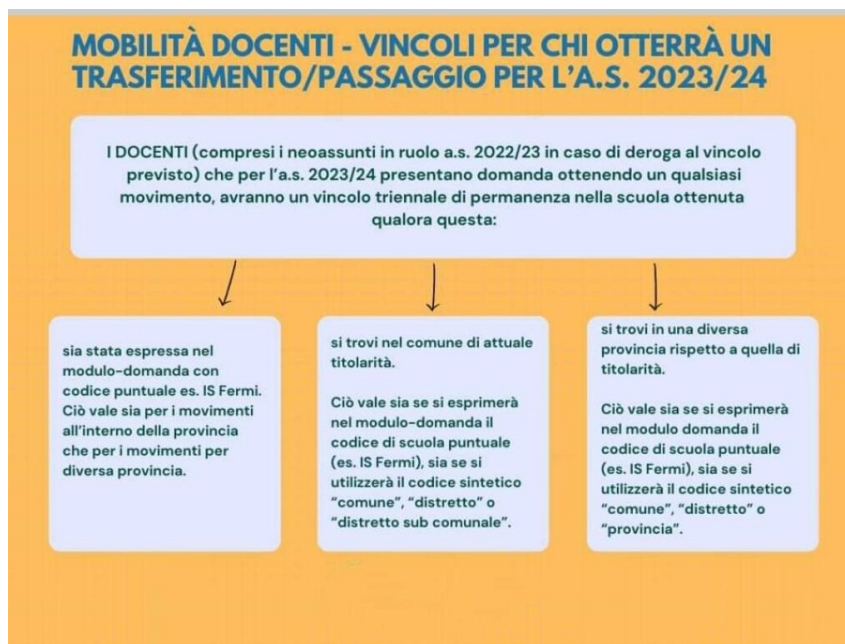 MOBILITÀ DOCENTI - VINCOLI PER CHI OTTERRÀ UN
TRASFERIMENTO/PASSAGGIO PER L'A.S. 2023/24
I DOCENTI (compresi i neoassunti in ruolo a.s. 2022/23 in caso di deroga al vincolo
previsto) che per l'a.s. 2023/24 presentano domanda ottenendo un qualsiasi
movimento, avranno un vincolo triennale di permanenza nella scuola ottenuta
qualora questa:
sia stata espressa nel
modulo-domanda con
codice puntuale es. IS Fermi.
Ciò vale sia per i movimenti
all'interno della provincia
che per i movimenti per
diversa provincia.
si trovi nel comune di attuale
titolarità.
Ciò vale sia se si esprimerà
nel modulo-domanda il
codice di scuola puntuale
(es. IS Fermi), sia se si
utilizzerà il codice sintetico
"comune", "distretto" o
"distretto sub comunale".
si trovi in una diversa
provincia rispetto a quella di
titolarità.
Ciò vale sia se si esprimerà
nel modulo domanda il
codice di scuola puntuale
(es. IS Fermi), sia se si
utilizzerà il codice sintetico
"comune", "distretto" o
"provincia".